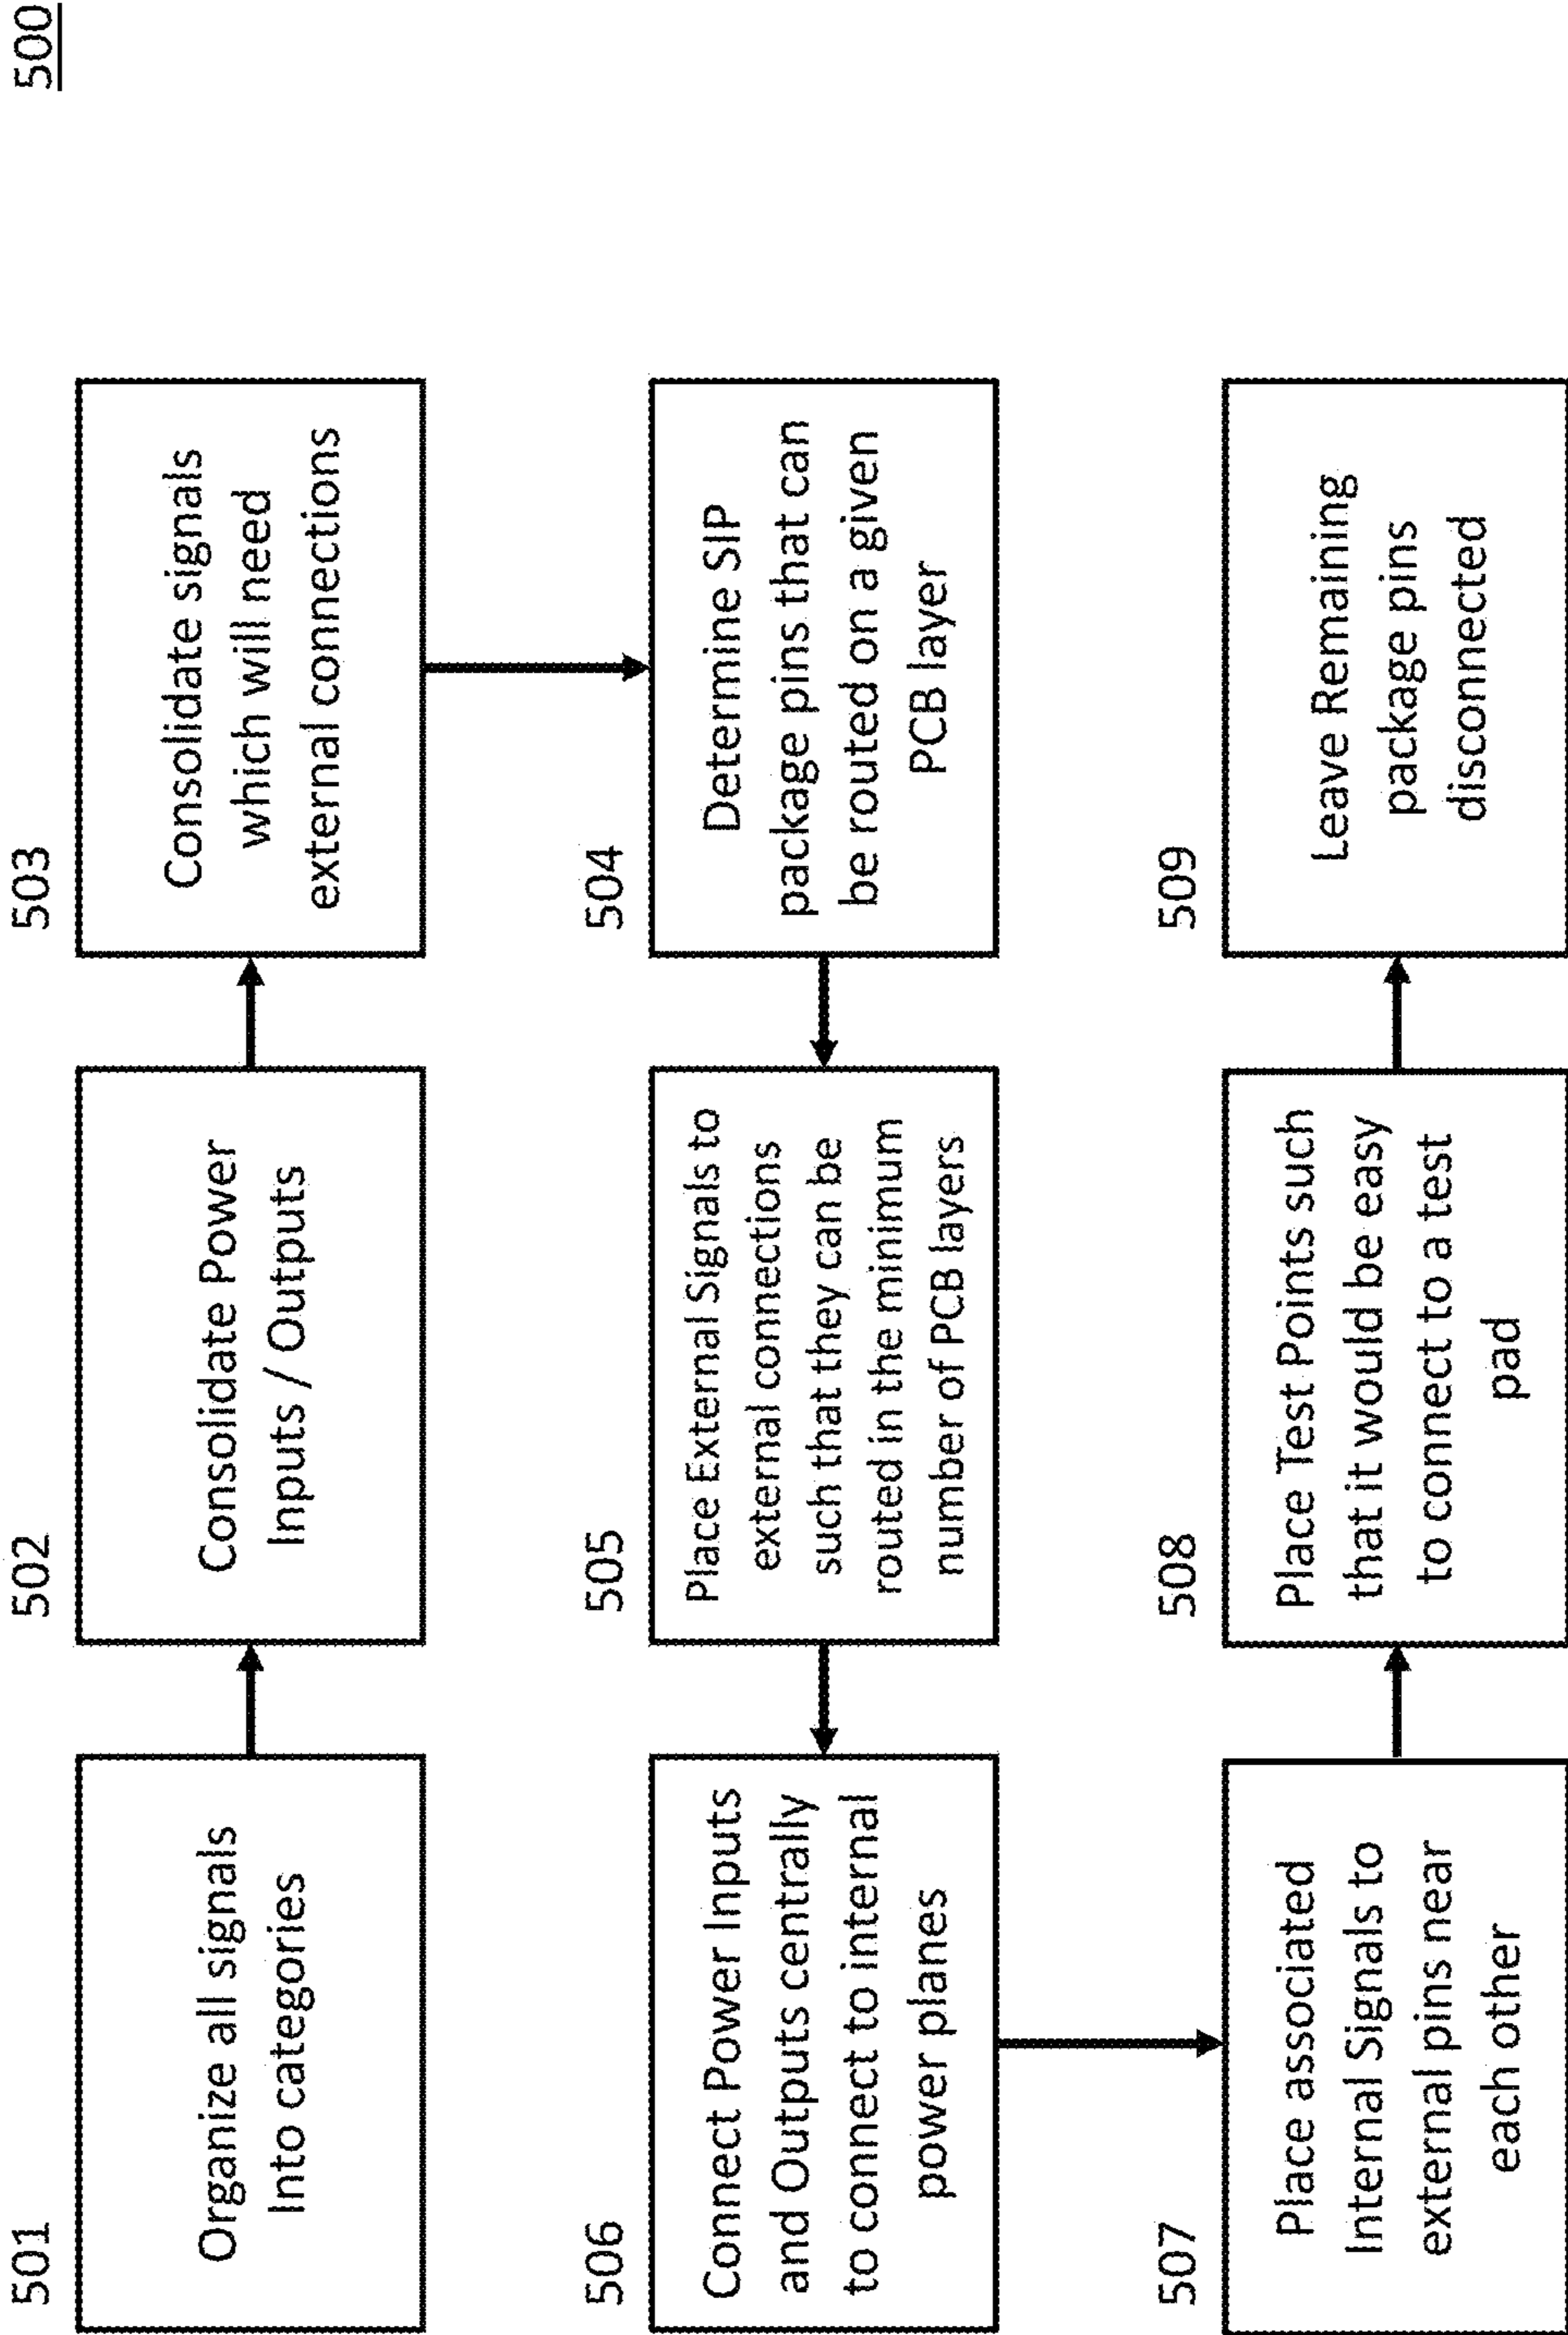 500
501
Organize all signals
Into categories
502
Consolidate Power
Inputs / Outputs
503
Consolidate signals
which will need
external connections
504
Determine SIP
package pins that can
be routed on a given
PCB layer
505
Place External Signals to
external connections
such that they can be
routed in the minimum
number of PCB layers
506
Connect Power Inputs
and Outputs centrally
to connect to internal
power planes
507
Place associated
Internal Signals to
external pins near
each other
508
Place Test Points such
that it would be easy
to connect to a test
pad
509
Leave Remaining
package pins
disconnected